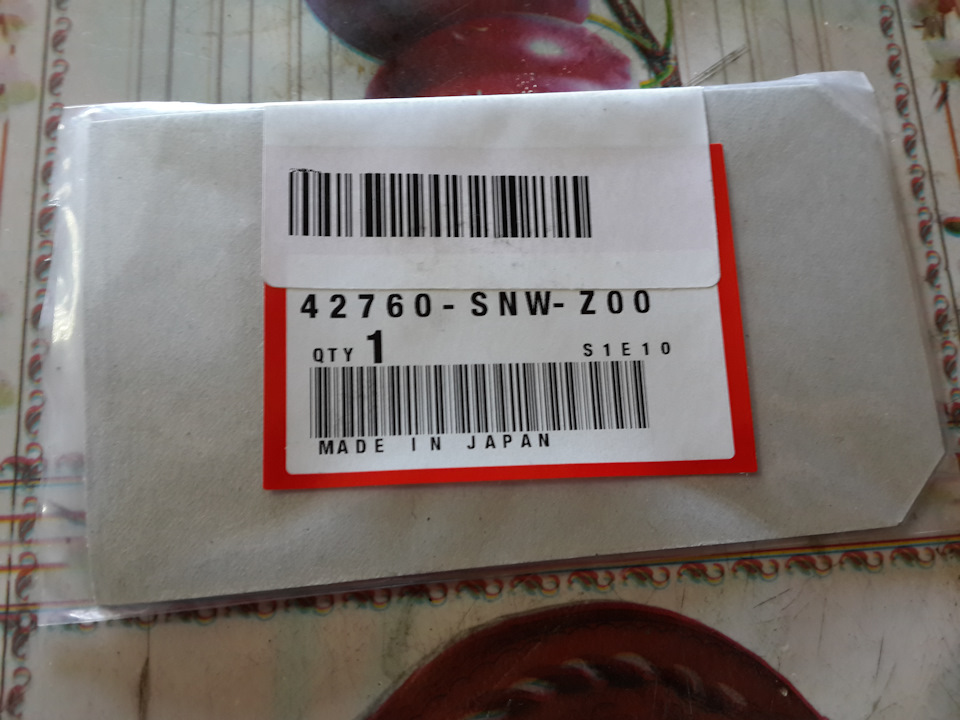 42760-SNW-Z00
QTY 1 S1E10
MADE IN JAPAN